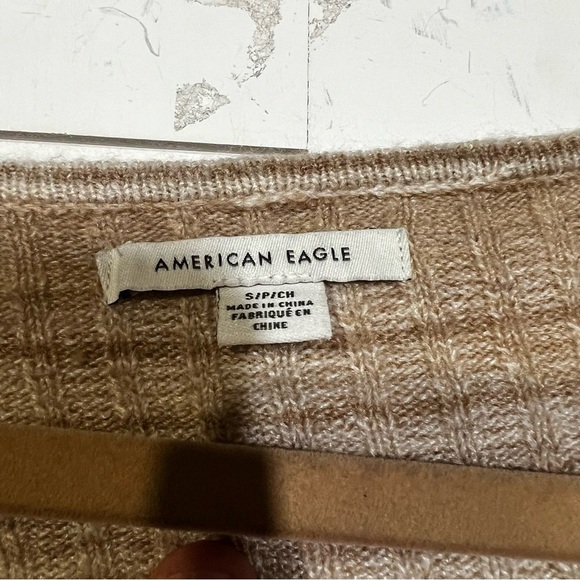 AMERICAN EAGLE
S/P/CH
MADE IN CHINA
FABRIQUÉ EN
CHINE